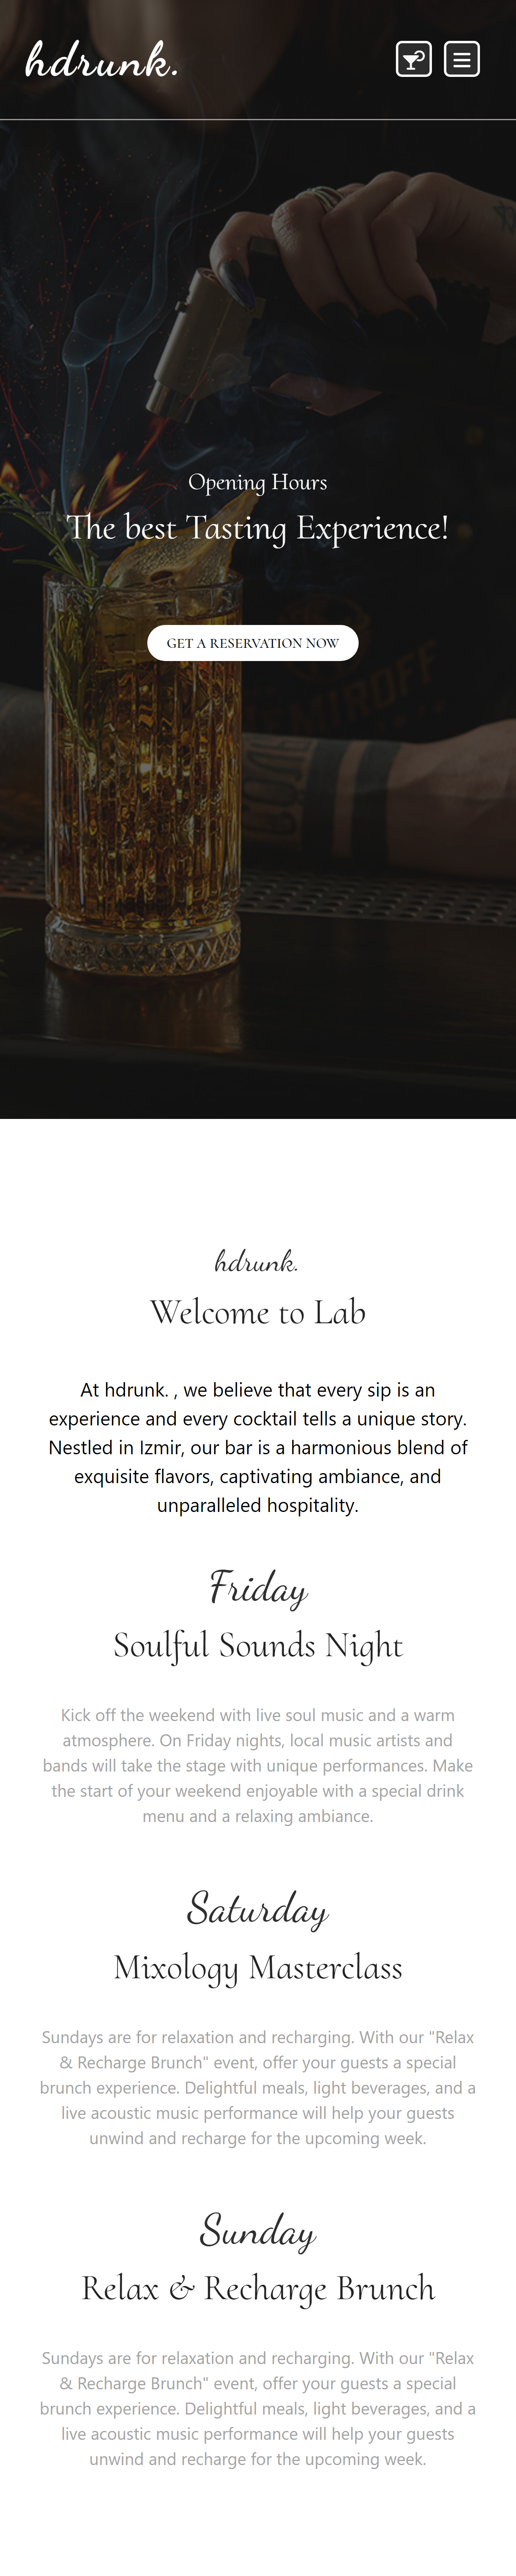 hdrunk.
Opening Hours
The best Tasting Experience!
GET A RESERVATION NOW
hdrunk.
Welcome to Lab
At hdrunk. , we believe that every sip is an
experience and every cocktail tells a unique story.
Nestled in Izmir, our bar is a harmonious blend of
exquisite flavors, captivating ambiance, and
unparalleled hospitality.
Friday
Soulful Sounds Night
Kick off the weekend with live soul music and a warm
atmosphere. On Friday nights, local music artists and
bands will take the stage with unique performances. Make
the start of your weekend enjoyable with a special drink
menu and a relaxing ambiance.
Saturday
Mixology Masterclass
Sundays are for relaxation and recharging. With our "Relax
& Recharge Brunch" event, offer your guests a special
brunch experience. Delightful meals, light beverages, and a
live acoustic music performance will help your guests
unwind and recharge for the upcoming week.
Sunday
Relax & Recharge Brunch
Sundays are for relaxation and recharging. With our "Relax
& Recharge Brunch" event, offer your guests a special
brunch experience. Delightful meals, light beverages, and a
live acoustic music performance will help your guests
unwind and recharge for the upcoming week.